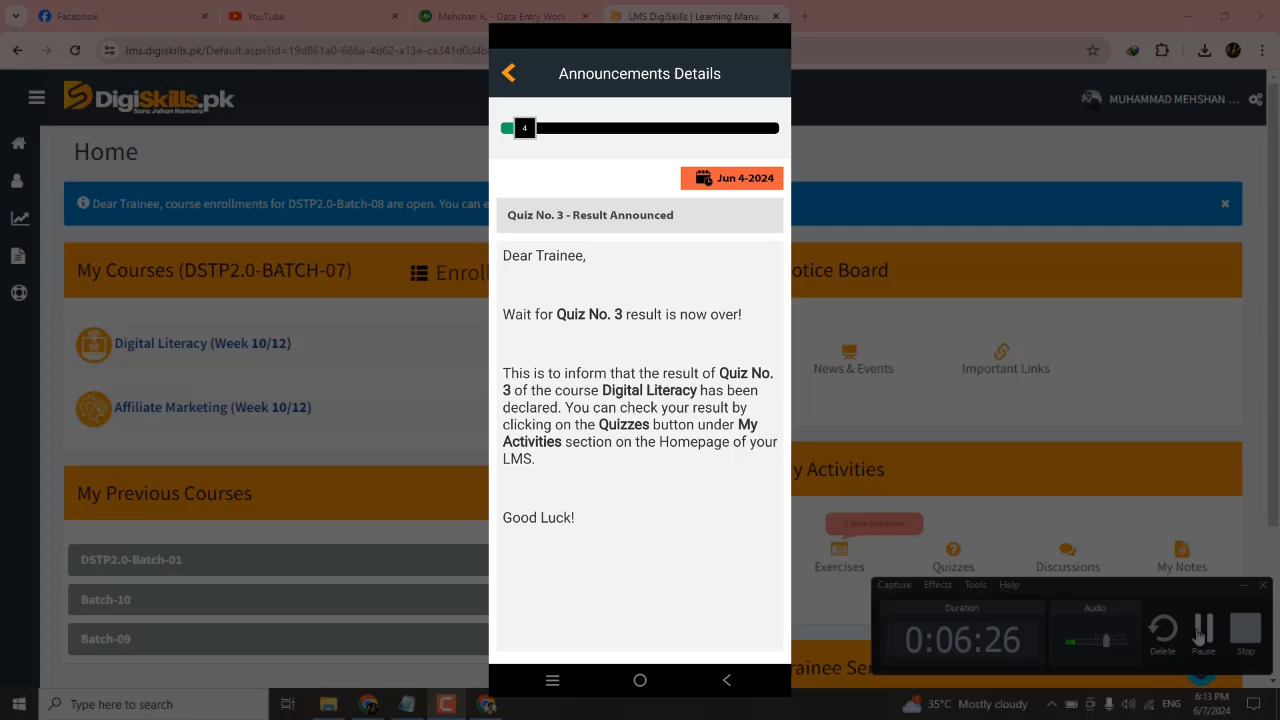 Facebook
YouTube
Mehshan K. - Data Entry Work
LMS DigiSkills | Learning Mana
lms.digiskills.pk/Default.aspx?id=19d861a0-686a-4d62-a13e-ca341d0d4b
DigiSkills.pk
Sara Jahan Hamara
MUHAMMAD MEHSHAN ...
Home
Dear Trainee, course enrollments for DSTP2.0-Batch-08 are open. You can e
My Courses (DSTP2.0-BATCH-07)
Enroll
Digital Literacy (Week 10/12)
Affiliate Marketing (Week 10/12)
My Previous Courses
DSTP2.0-Batch-01
Batch-10
Batch-09
Announcements Details
4
Jun 4-2024
Quiz No. 3 - Result Announced
Dear Trainee,
Wait for Quiz No. 3 result is now over!
This is to inform that the result of Quiz No.
3 of the course Digital Literacy has been
declared. You can check your result by
clicking on the Quizzes button under My
Activities section on the Homepage of your
LMS.
Good Luck!
otice Board
News & Events
Important Links
y Activities
Exercises
Quizzes
Discussions
My Notes
rainee Ser
Capture Effects Tools Help
Duration
0:06:26
Audio
Delete
Pause
Stop
Type here to search
35°C Mostly cloudy
ENG
6:13 PM
6/7/2024